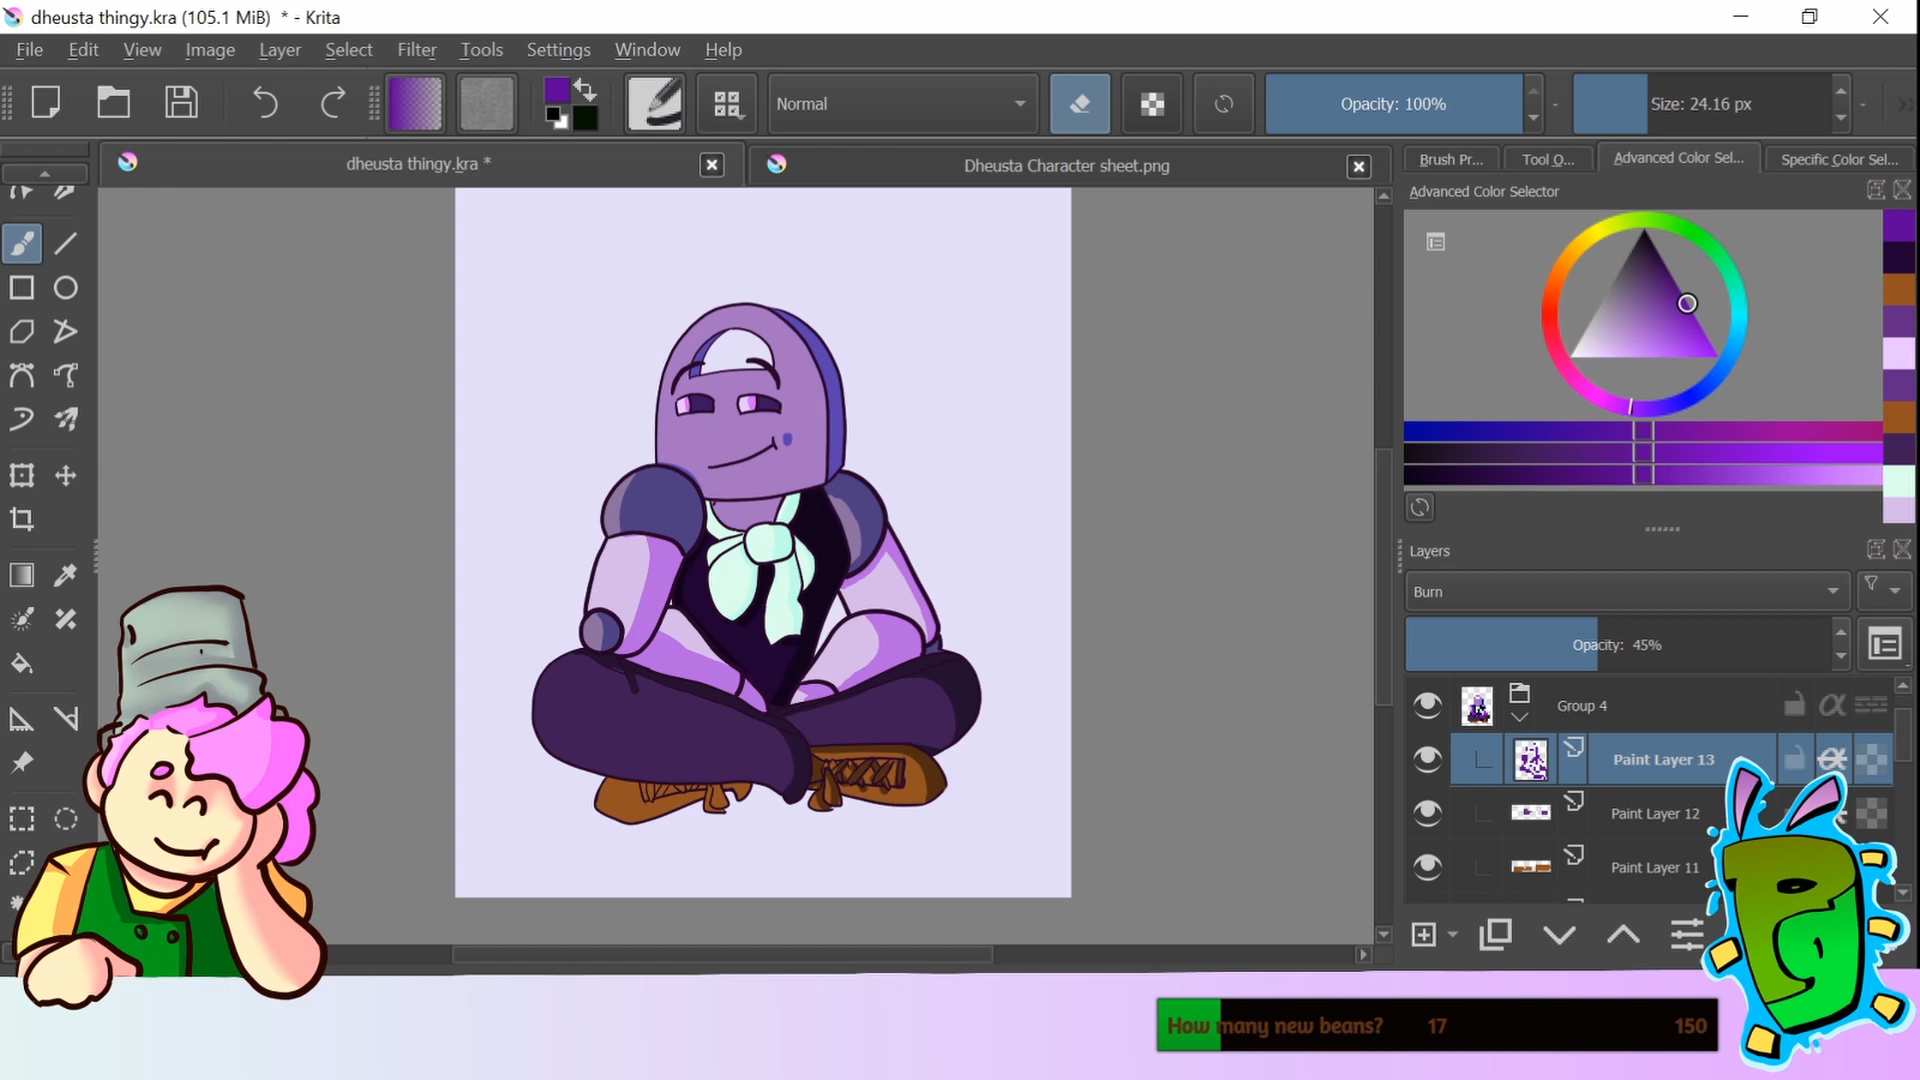 dheusta thingy.kra (105.1 MiB) * - Krita
File Edit View Image Layer Select Filter Tools Settings Window Help
Normal
Opacity: 100%
Size: 24.16 px
dheusta thingy.kra *
Dheusta Character sheet.png
Brush Pr...
Tool O...
Advanced Color Sel...
Specific Color Sel...
Advanced Color Selector
Layers
Burn
Opacity: 45%
Group 4
Paint Layer 13
Paint Layer 12
Paint Layer 11
How many new beans? 17 150